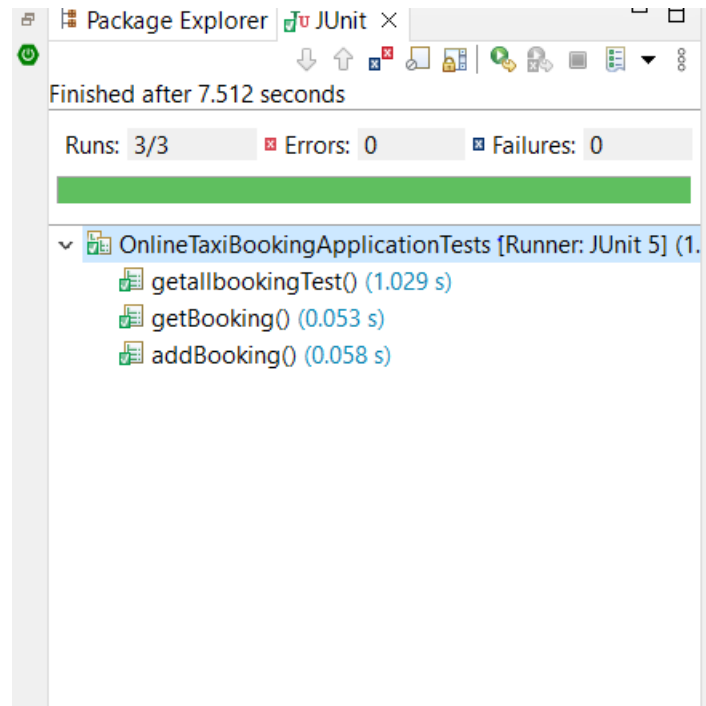 Package Explorer JUnit
Finished after 7.512 seconds
Runs: 3/3 Errors: 0 Failures: 0
OnlineTaxiBookingApplicationTests [Runner: JUnit 5] (1.
getallbookingTest() (1.029 s)
getBooking() (0.053 s)
addBooking() (0.058 s)